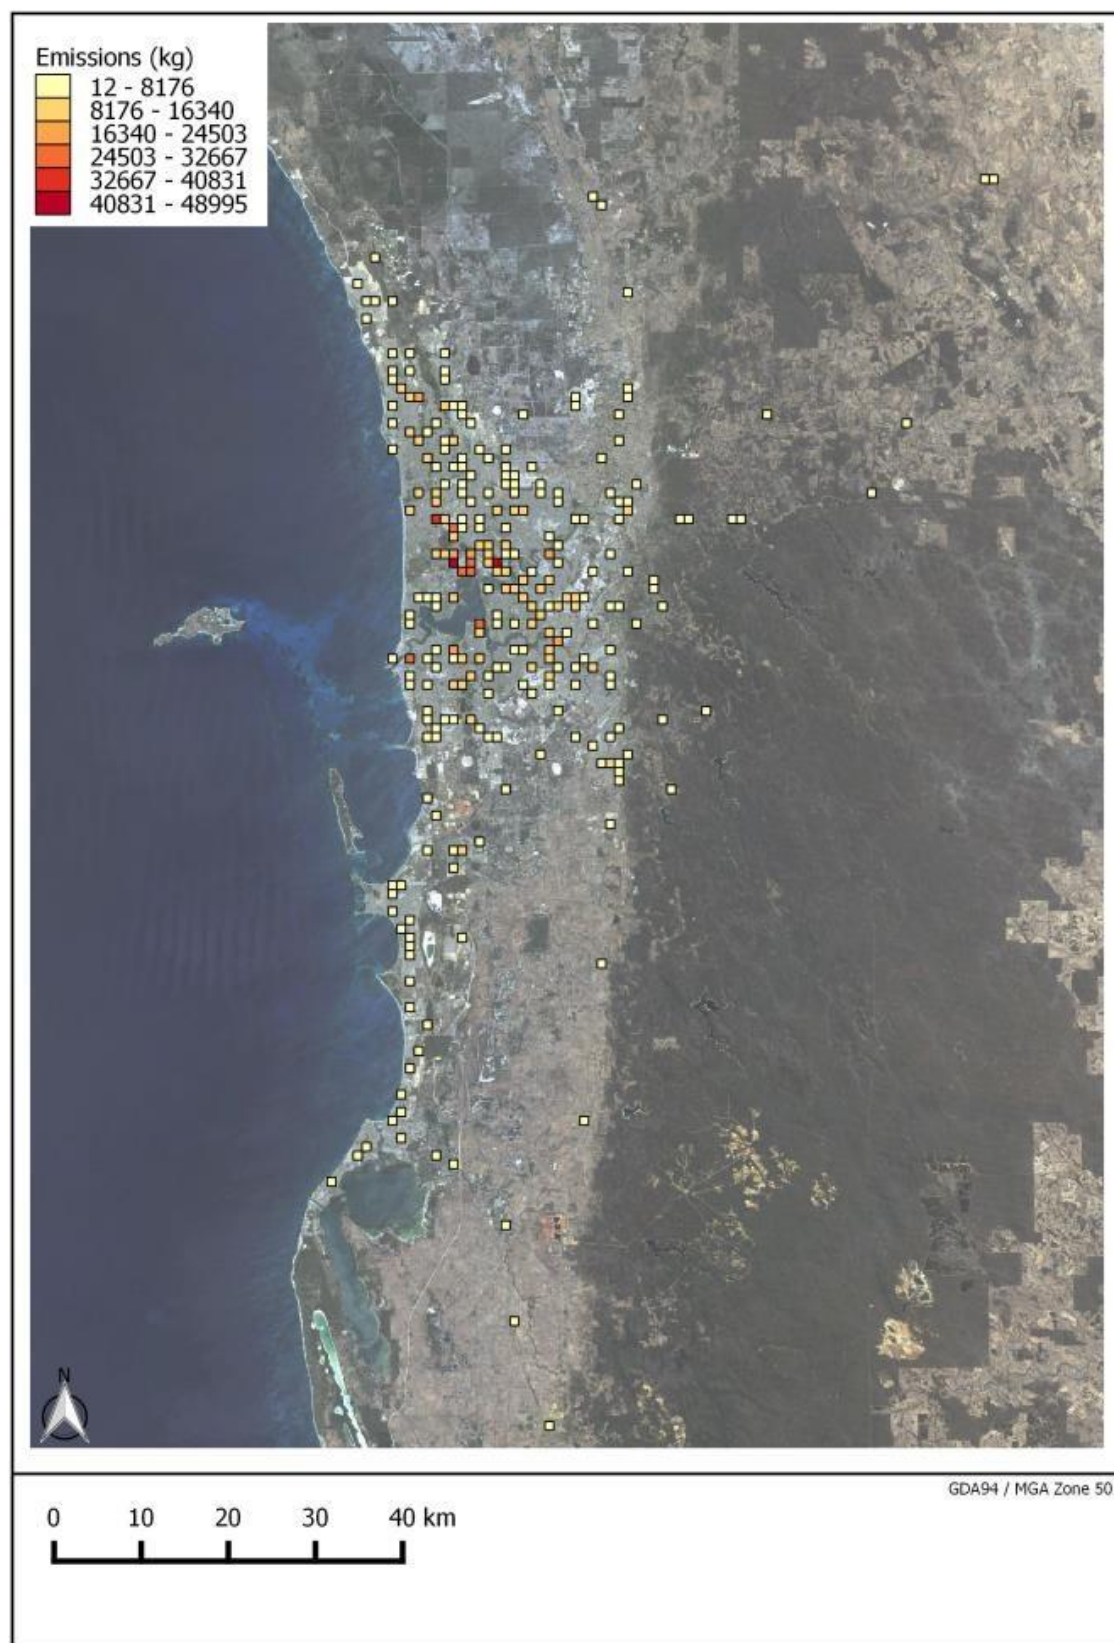 Emissions (kg)
12 - 8176
8176 - 16340
16340 - 24503
24503 - 32667
32667 - 40831
40831 - 48995
N
GDA94 / MGA Zone 50
0 10 20 30 40 km